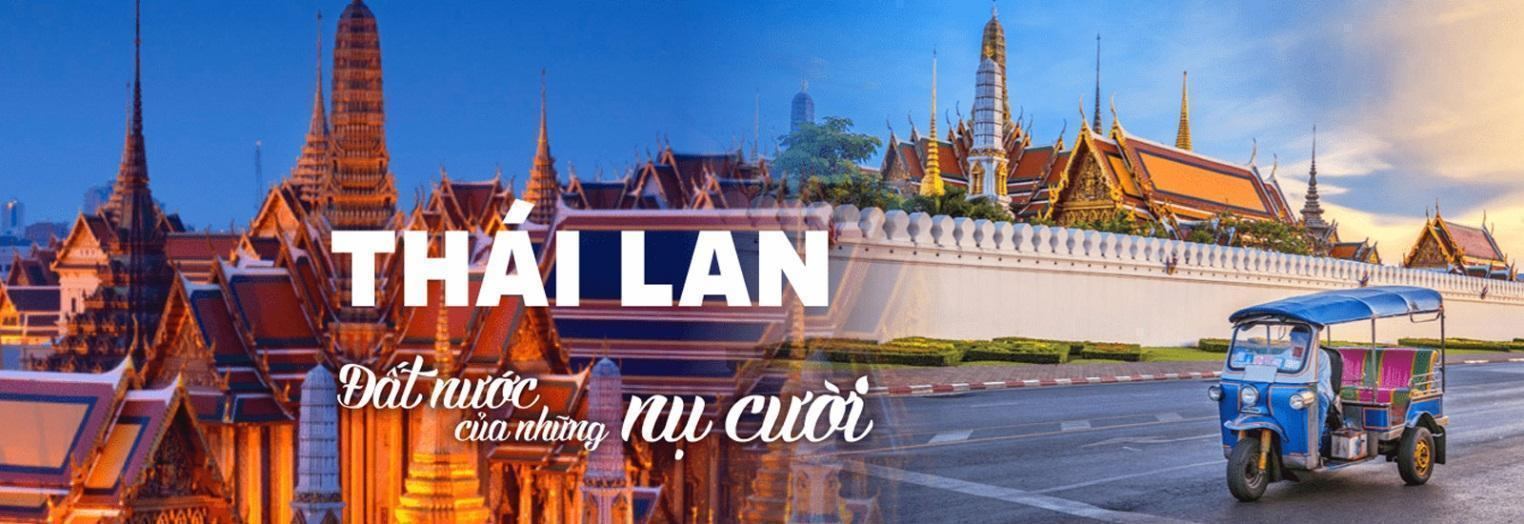 THÁI LAN
Đất nước
của những nụ cười